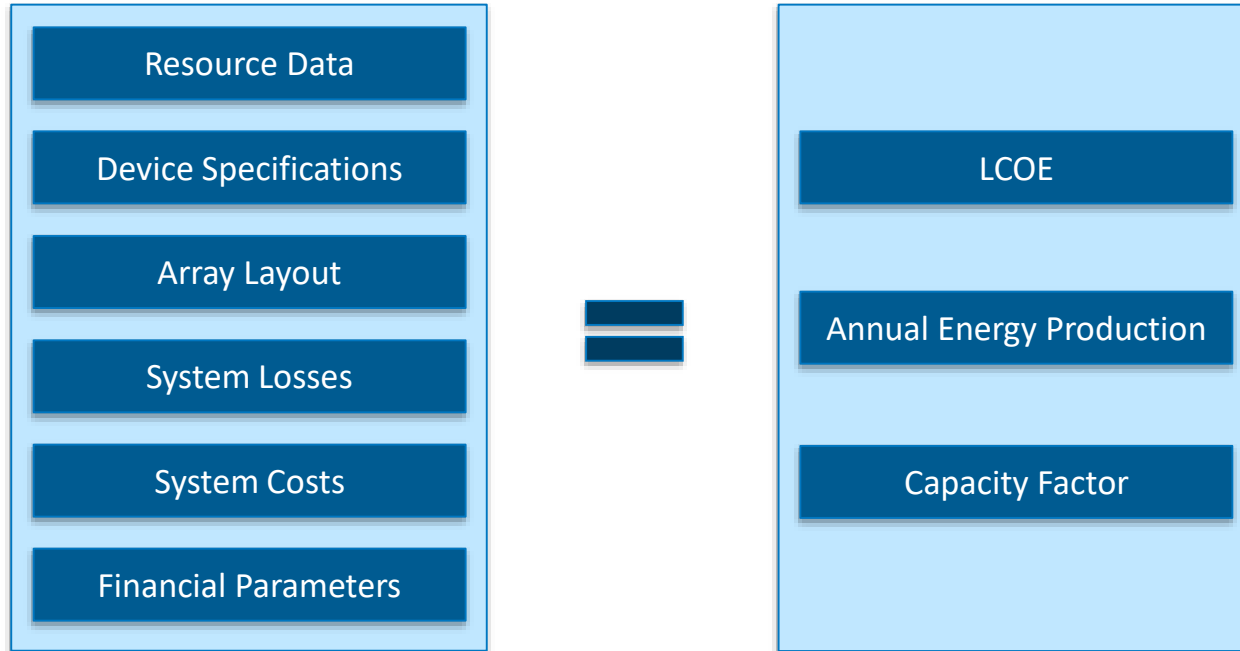 Resource Data
Device Specifications
Array Layout
System Losses
System Costs
Financial Parameters
LCOE
Annual Energy Production
Capacity Factor